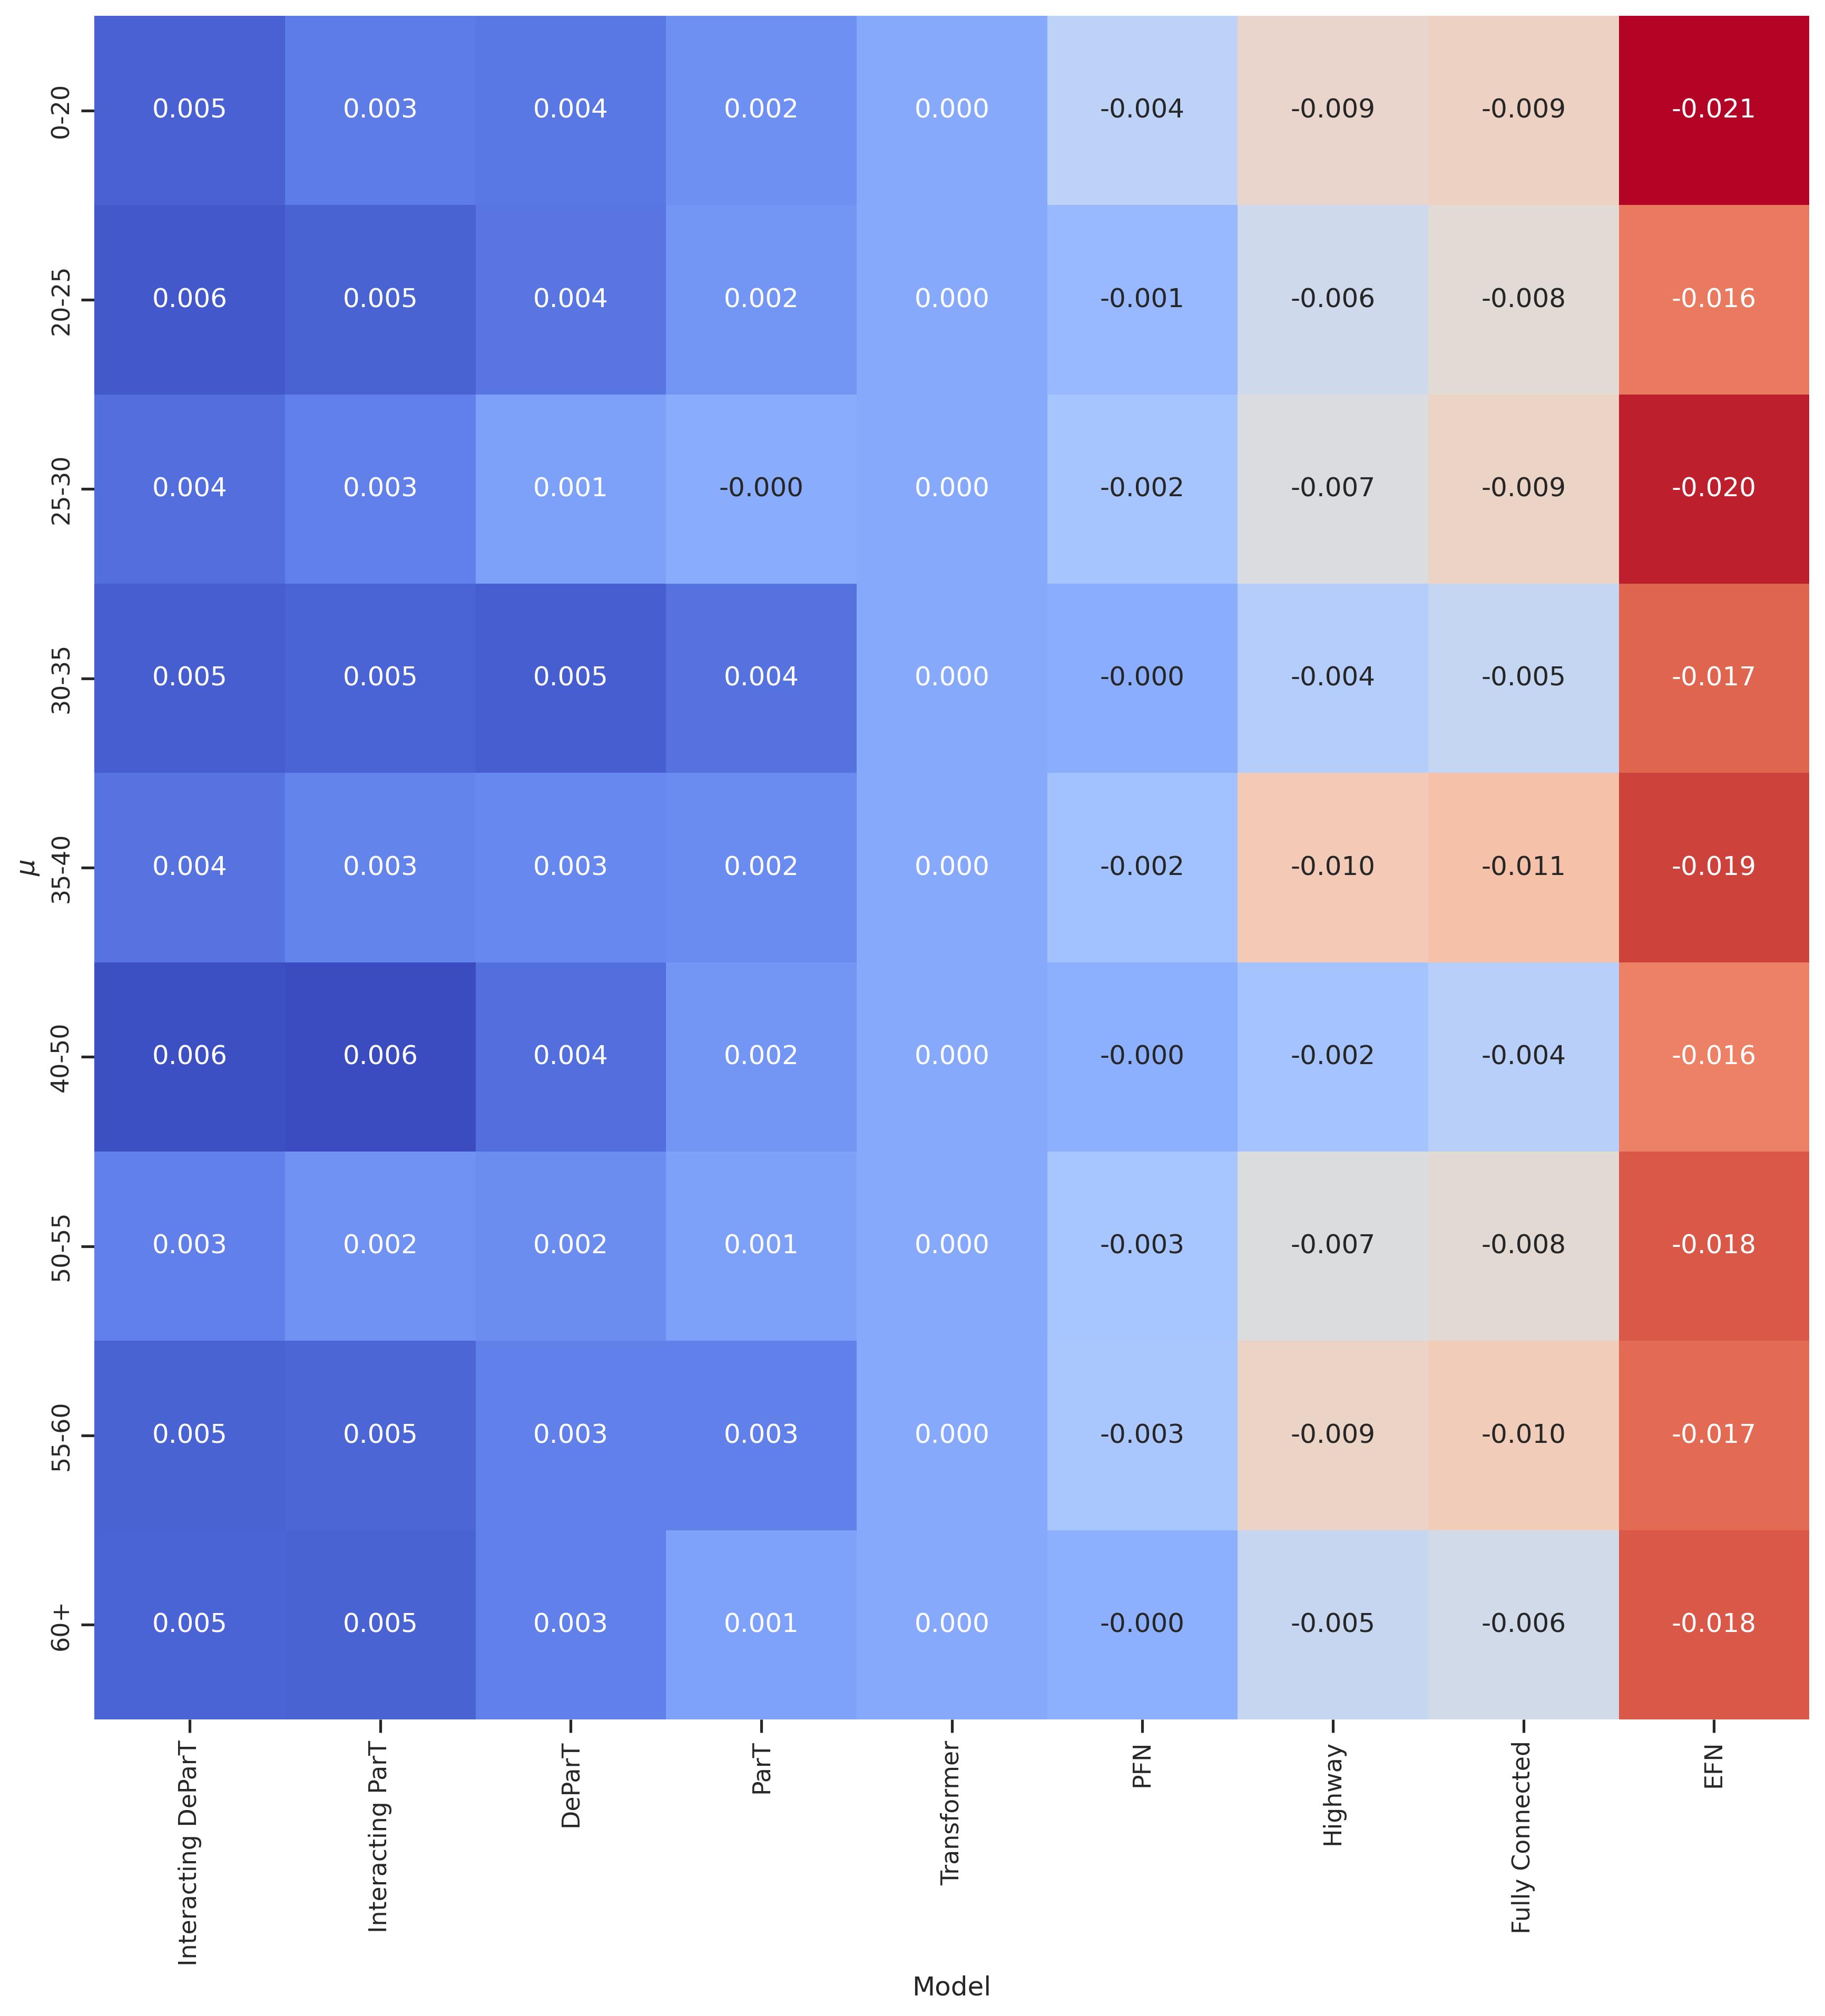 0-20 0.005 0.003 0.004 0.002 0.000 -0.004 -0.009 -0.009 -0.021
20-25 0.006 0.005 0.004 0.002 0.000 -0.001 -0.006 -0.008 -0.016
25-30 0.004 0.003 0.001 -0.000 0.000 -0.002 -0.007 -0.009 -0.020
30-35 0.005 0.005 0.005 0.004 0.000 -0.000 -0.004 -0.005 -0.017
μ
35-40 0.004 0.003 0.003 0.002 0.000 -0.002 -0.010 -0.011 -0.019
40-50 0.006 0.006 0.004 0.002 0.000 -0.000 -0.002 -0.004 -0.016
50-55 0.003 0.002 0.002 0.001 0.000 -0.003 -0.007 -0.008 -0.018
55-60 0.005 0.005 0.003 0.003 0.000 -0.003 -0.009 -0.010 -0.017
60+ 0.005 0.005 0.003 0.001 0.000 -0.000 -0.005 -0.006 -0.018
Interacting DeParT
Interacting ParT
DeParT
ParT
Transformer
PFN
Highway
Fully Connected
EFN
Model